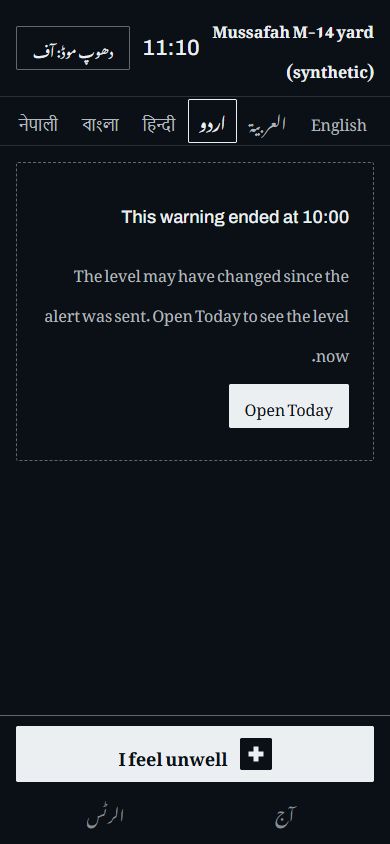 Mussafah M-14 yard
(synthetic)
11:10
دھوپ موڈ: آف
English
العربية
اردو
हिन्दी
বাংলা
नेपाली
This warning ended at 10:00
The level may have changed since the
alert was sent. Open Today to see the level
.now
Open Today
I feel unwell
آج
الرٹس